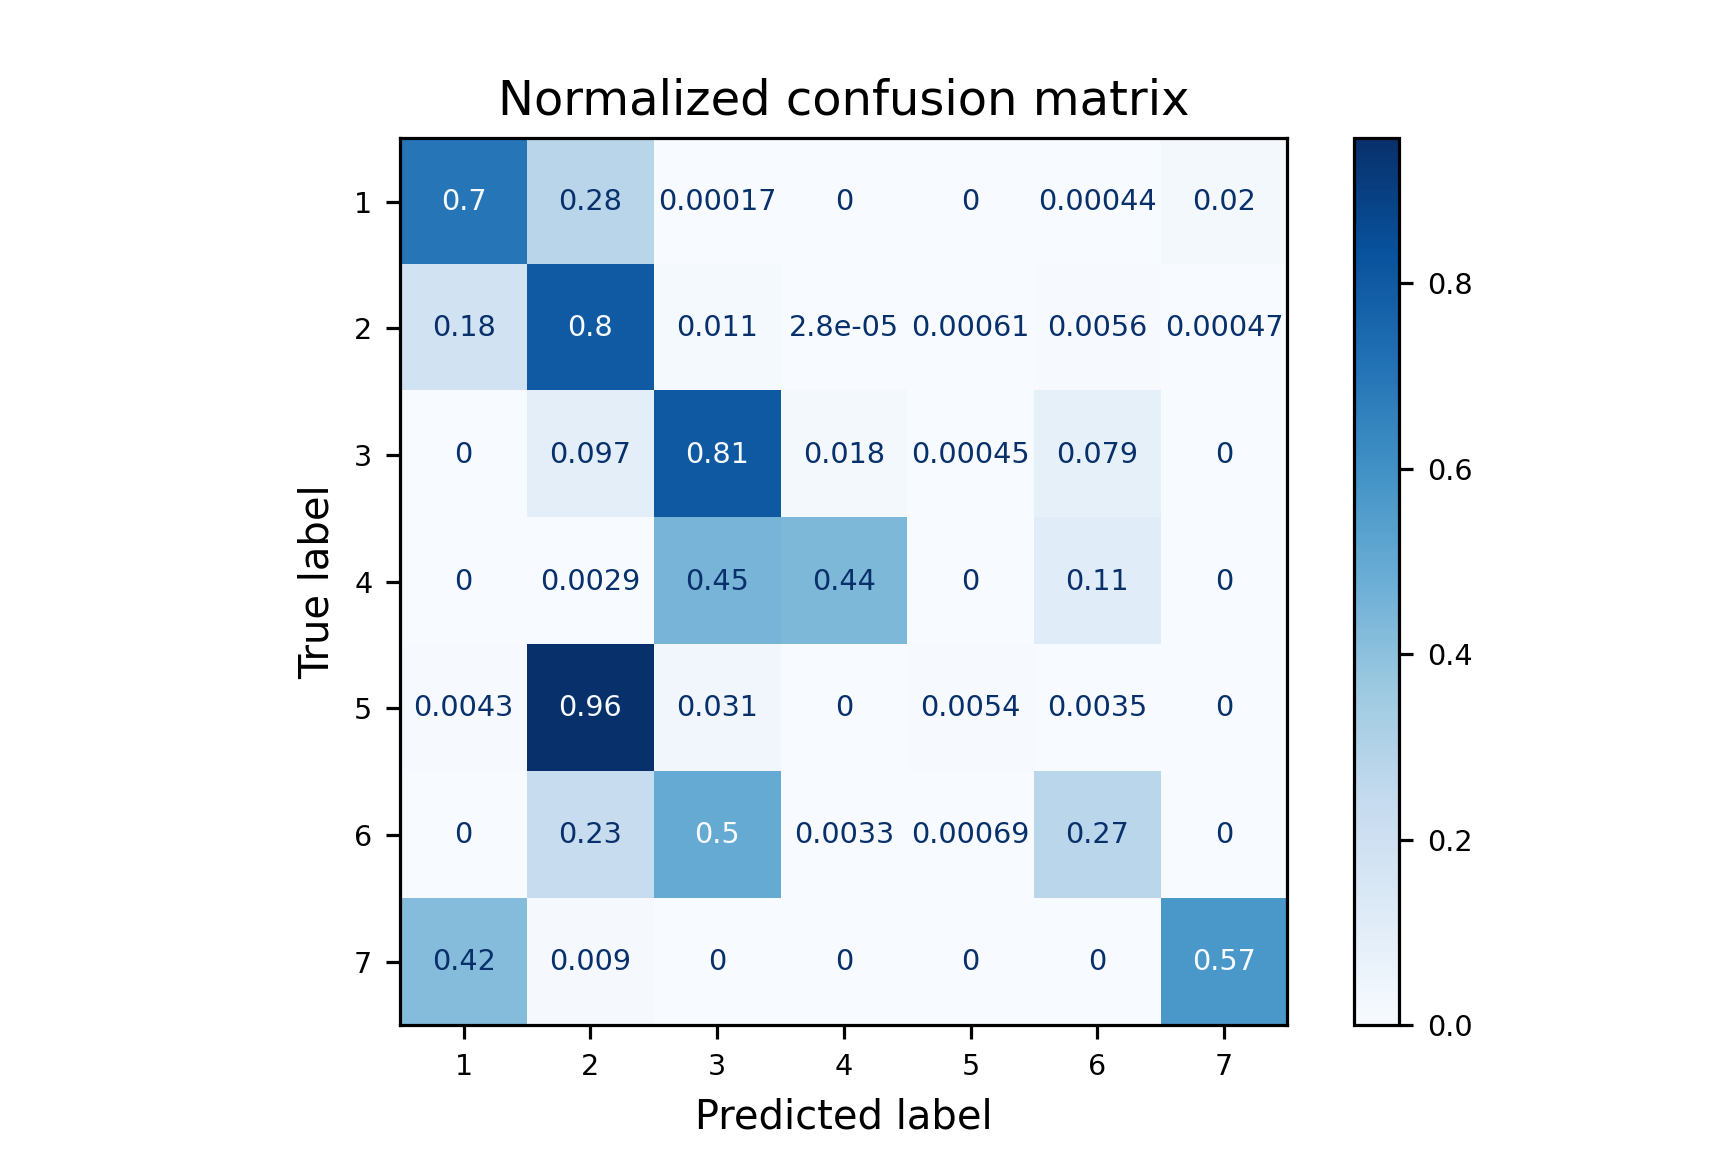 Normalized confusion matrix
1 0.7 0.28 0.00017 0 0 0.00044 0.02
2 0.18 0.8 0.011 2.8e-05 0.00061 0.0056 0.00047
3 0 0.097 0.81 0.018 0.00045 0.079 0
4 0 0.0029 0.45 0.44 0 0.11 0
5 0.0043 0.96 0.031 0 0.0054 0.0035 0
6 0 0.23 0.5 0.0033 0.00069 0.27 0
7 0.42 0.009 0 0 0 0 0.57
1 2 3 4 5 6 7
True label
Predicted label
0.8
0.6
0.4
0.2
0.0